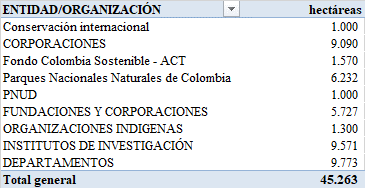 ENTIDAD/ORGANIZACIÓN hectáreas
Conservación internacional 1.000
CORPORACIONES 9.090
Fondo Colombia Sostenible - ACT 1.570
Parques Nacionales Naturales de Colombia 6.232
PNUD 1.000
FUNDACIONES Y CORPORACIONES 5.727
ORGANIZACIONES INDIGENAS 1.300
INSTITUTOS DE INVESTIGACIÓN 9.571
DEPARTAMENTOS 9.773
Total general 45.263